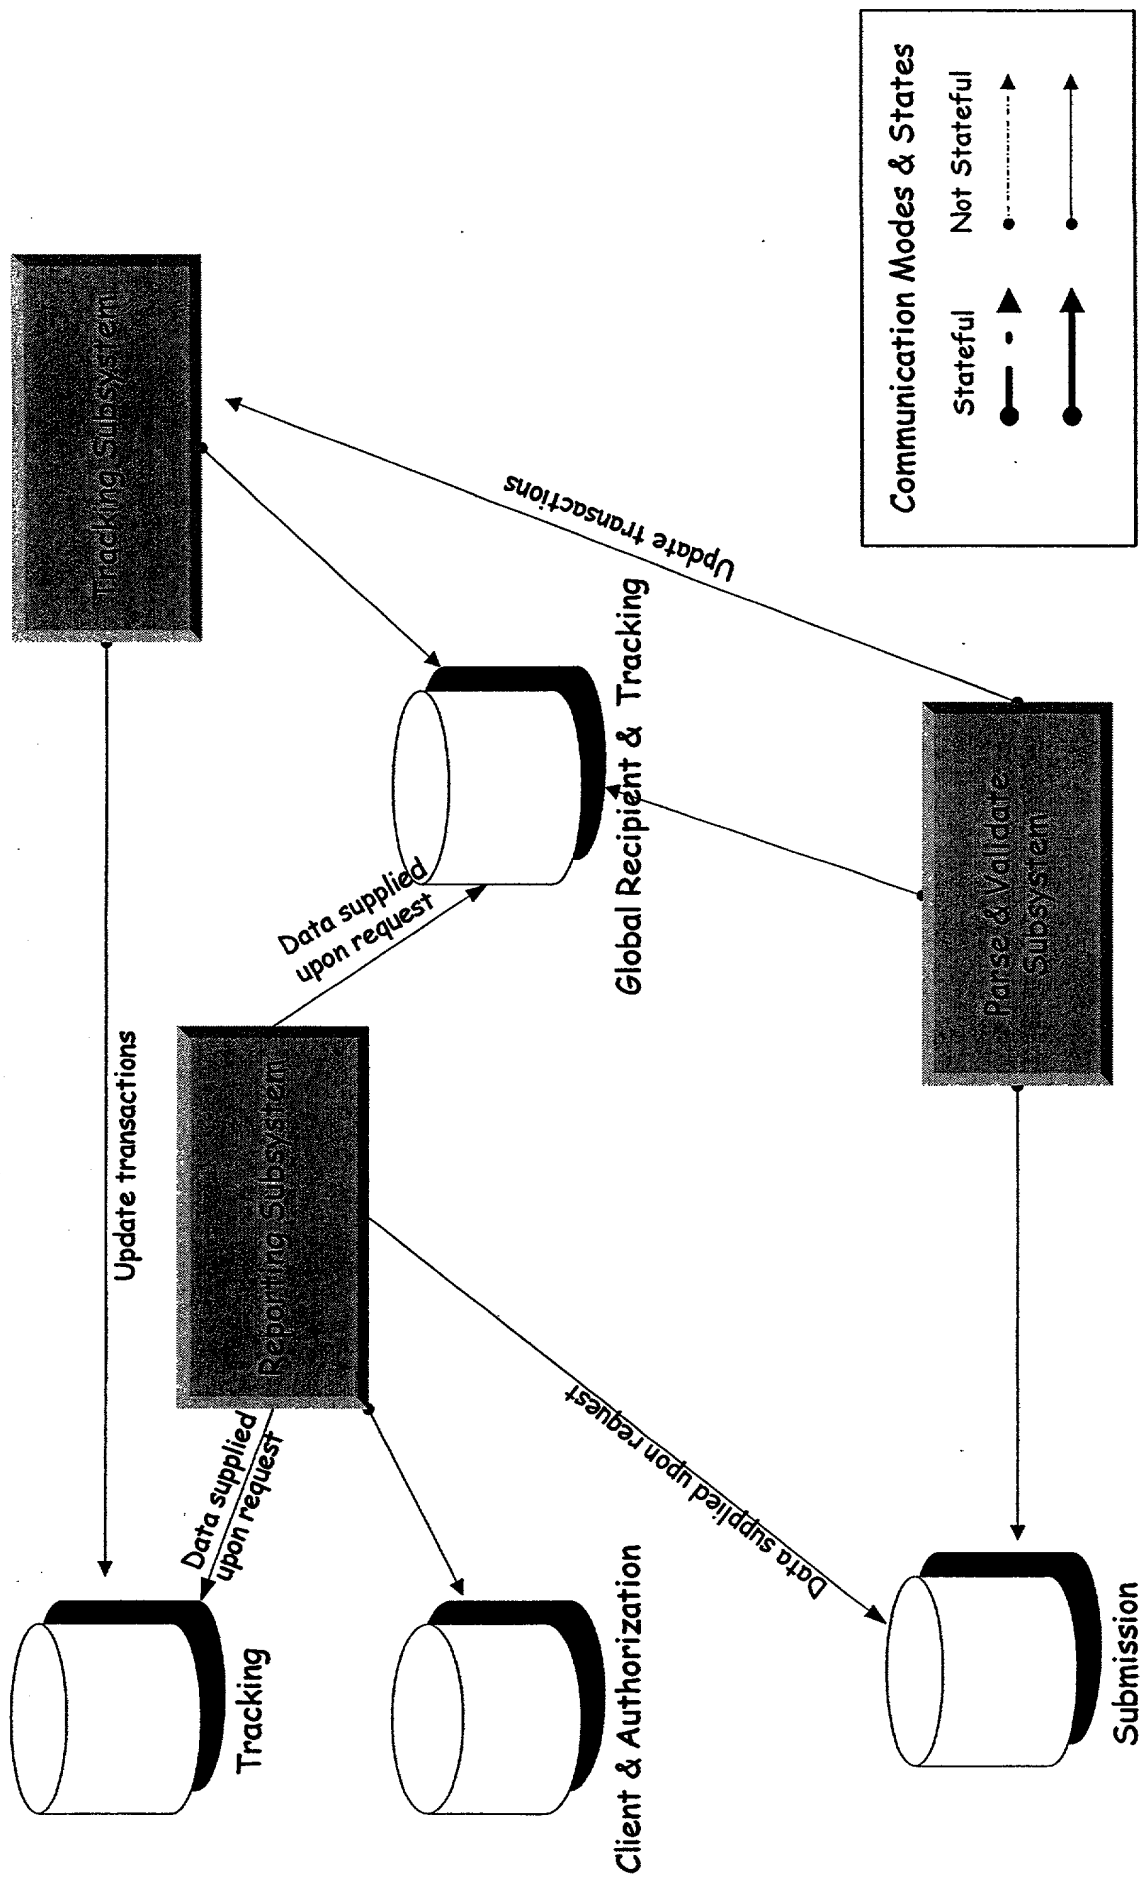 Tracking
Client & Authorization
Submission
Data supplied
upon request
Update transactions
Reporting Subsystem
Data supplied upon request
Data supplied
upon request
Global Recipient & Tracking
Tracking Subsystem
Update transactions
Parse & Validate
Subsystem
Communication Modes & States
Stateful
Not Stateful